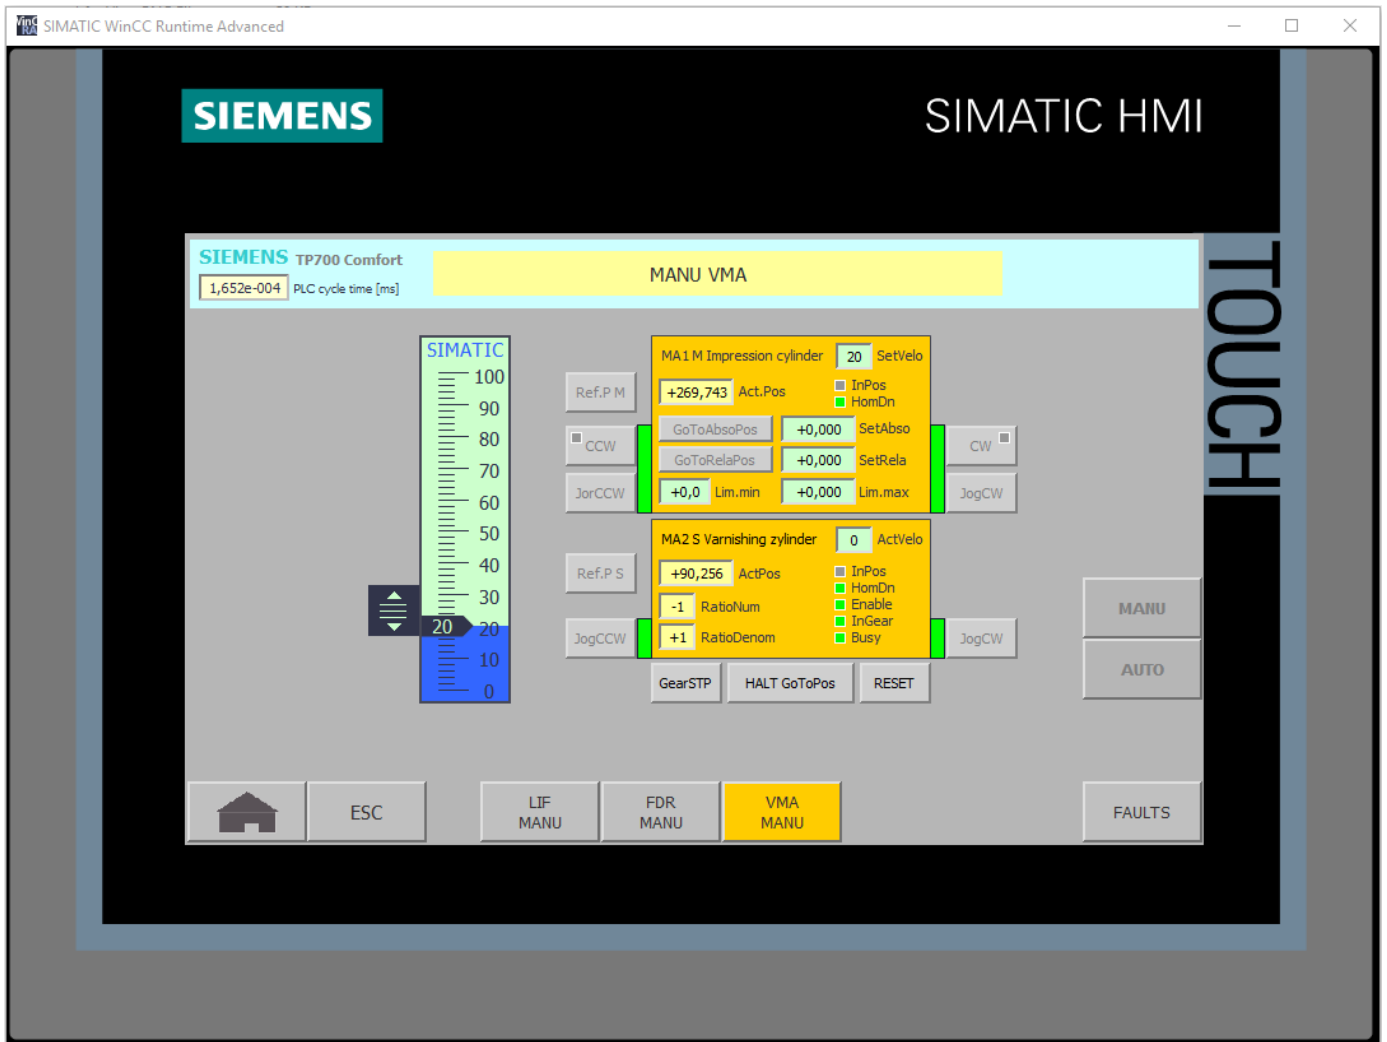 SIMATIC WinCC Runtime Advanced
SIEMENS
SIMATIC HMI
TOUCH
SIEMENS TP700 Comfort
1,652e-004 PLC cycle time [ms]
MANU VMA
SIMATIC
100
90
80
70
60
50
40
30
20
20
10
0
MA1 M Impression cylinder 20 SetVelo
Ref.P M
+269,743 Act.Pos
InPos
HomDn
GoToAbsoPos +0,000 SetAbso
CCW
CW
GoToRelaPos +0,000 SetRela
JorCCW
+0,0 Lim.min +0,000 Lim.max
JogCW
MA2 S Varnishing zylinder 0 ActVelo
Ref.P S
+90,256 ActPos
InPos
HomDn
-1 RatioNum
Enable
InGear
JogCCW
+1 RatioDenom
Busy
JogCW
GearSTP HALT GoToPos RESET
MANU
AUTO
ESC
LIF
MANU
FDR
MANU
VMA
MANU
FAULTS